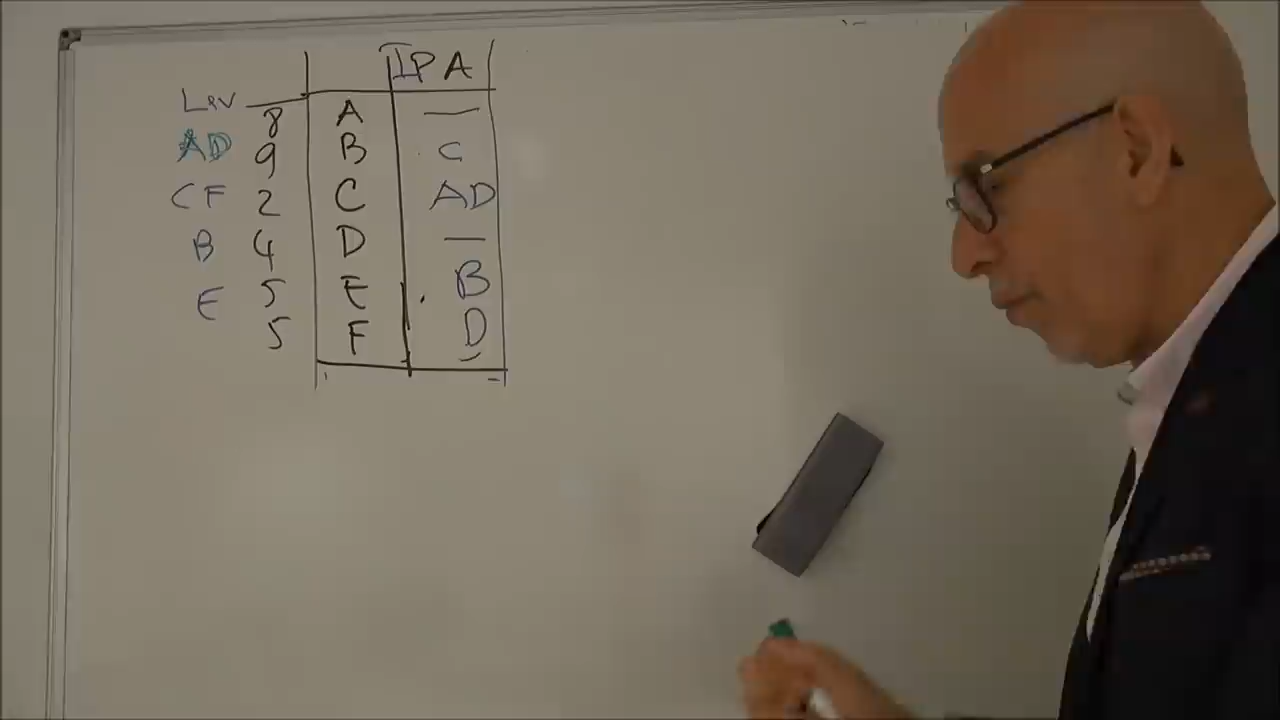 IPA
Lev 8 A —
AD 9 B C
CF 2 C AD
B 4 D —
E 5 E B
5 F D